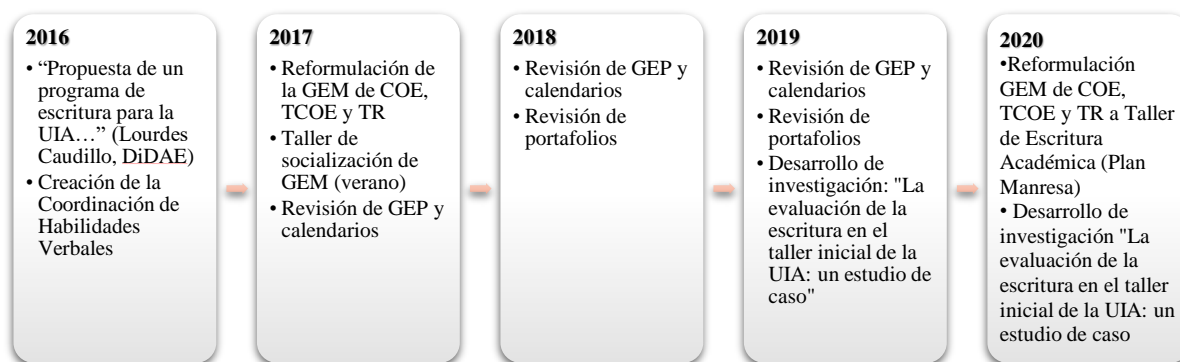 2016
• “Propuesta de un
programa de
escritura para la
UIA…” (Lourdes
Caudillo, DiDAE)
• Creación de la
Coordinación de
Habilidades
Verbales
2017
• Reformulación de
la GEM de COE,
TCOE y TR
• Taller de
socialización de
GEM (verano)
• Revisión de GEP y
calendarios
2018
• Revisión de GEP y
calendarios
• Revisión de
portafolios
2019
• Revisión de GEP y
calendarios
• Revisión de
portafolios
• Desarrollo de
investigación: "La
evaluación de la
escritura en el
taller inicial de la
UIA: un estudio de
caso"
2020
•Reformulación
GEM de COE,
TCOE y TR a Taller
de Escritura
Académica (Plan
Manresa)
• Desarrollo de
investigación "La
evaluación de la
escritura en el taller
inicial de la UIA: un
estudio de caso